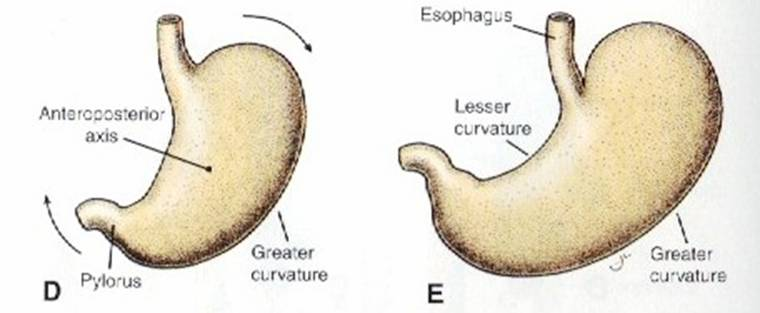 Anteroposterior
axis
Pylorus
Greater
curvature
D
Esophagus
Lesser
curvature
Greater
curvature
E